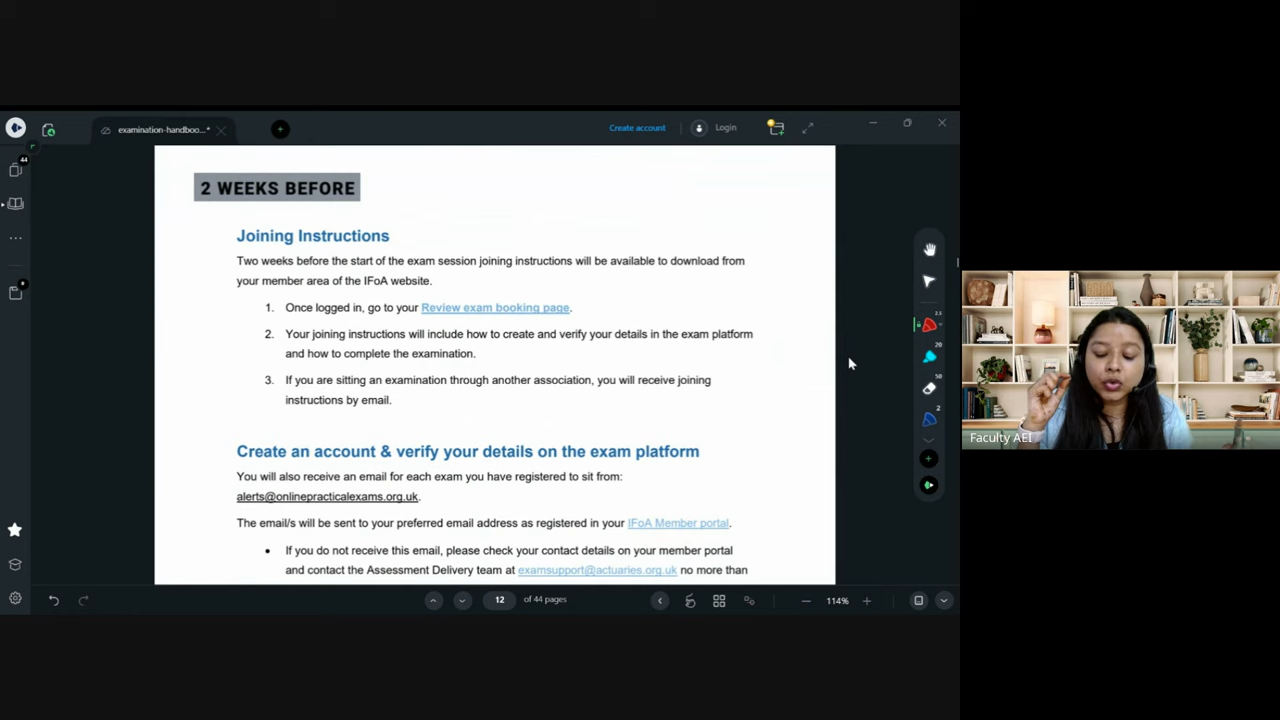 examination-handboo...*
Create account
Login
44
2 WEEKS BEFORE
Joining Instructions
Two weeks before the start of the exam session joining instructions will be available to download from
your member area of the IFoA website.
1. Once logged in, go to your Review exam booking page.
2. Your joining instructions will include how to create and verify your details in the exam platform
and how to complete the examination.
3. If you are sitting an examination through another association, you will receive joining
instructions by email.
Create an account & verify your details on the exam platform
You will also receive an email for each exam you have registered to sit from:
alerts@onlinepracticalexams.org.uk.
The email/s will be sent to your preferred email address as registered in your IFoA Member portal.
• If you do not receive this email, please check your contact details on your member portal
and contact the Assessment Delivery team at examsupport@actuaries.org.uk no more than
2.5
20
50
2
12 of 44 pages
114%
Faculty AEI